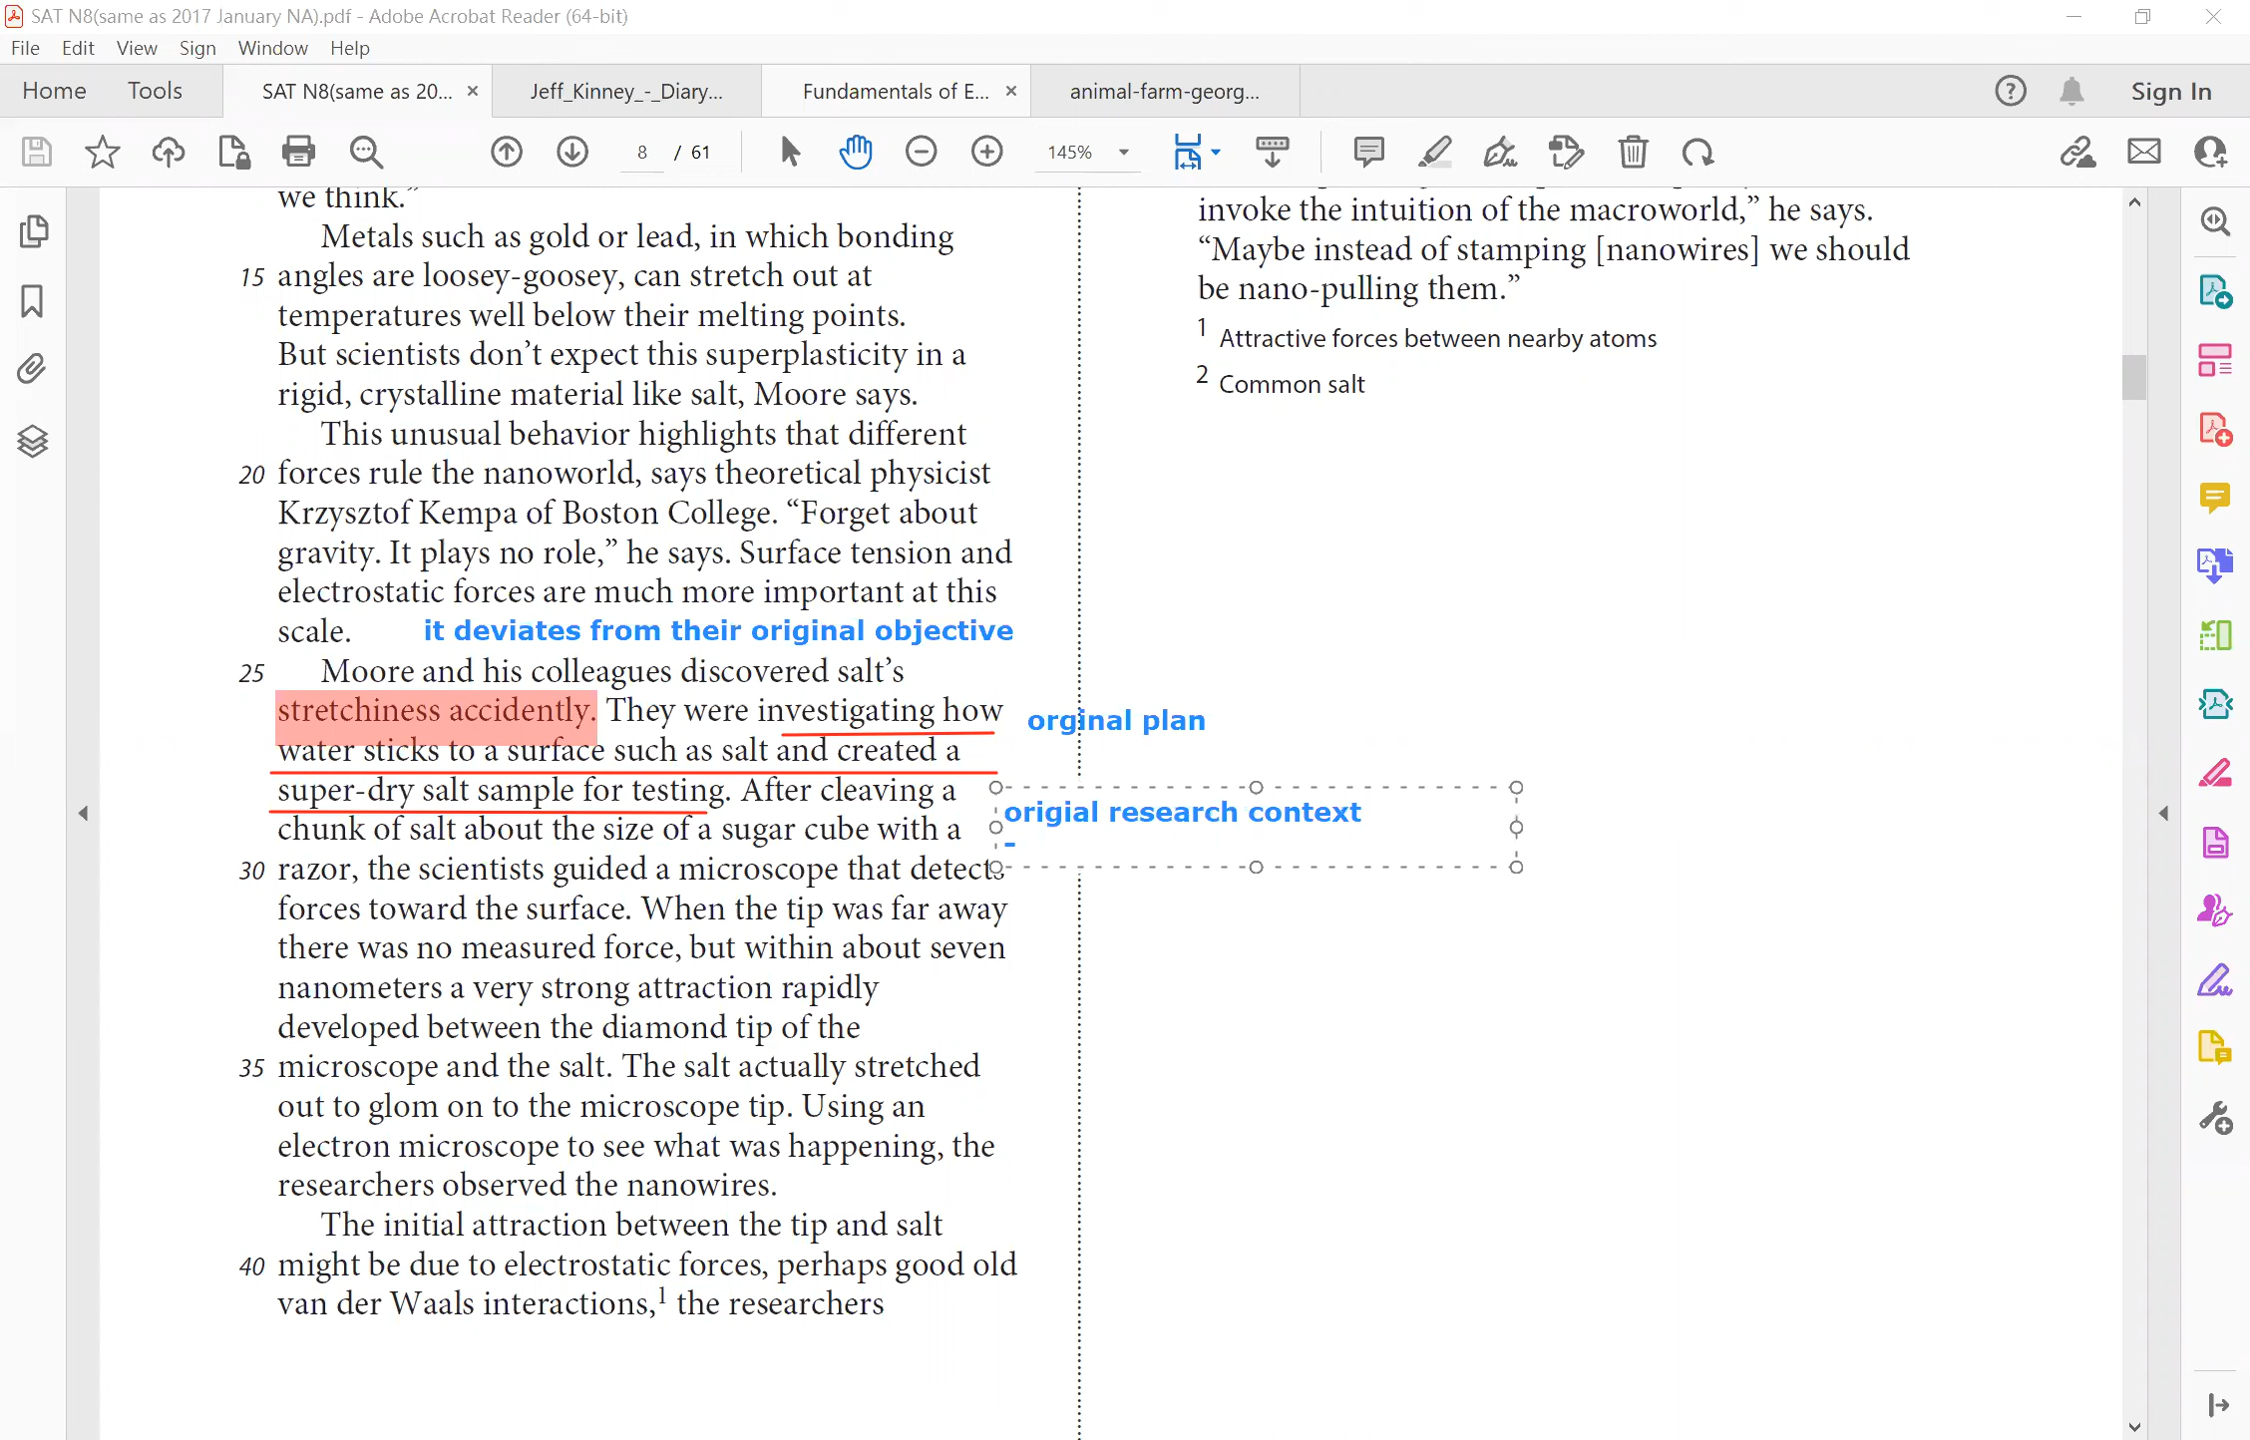 SAT N8(same as 2017 January NA).pdf - Adobe Acrobat Reader (64-bit)
File Edit View Sign Window Help
Home Tools SAT N8(same as 20... × Jeff_Kinney_-_Diary... Fundamentals of E... × animal-farm-georg... Sign In
8 / 61 145%
we think.”
Metals such as gold or lead, in which bonding
15 angles are loosey-goosey, can stretch out at
temperatures well below their melting points.
But scientists don’t expect this superplasticity in a
rigid, crystalline material like salt, Moore says.
This unusual behavior highlights that different
20 forces rule the nanoworld, says theoretical physicist
Krzysztof Kempa of Boston College. “Forget about
gravity. It plays no role,” he says. Surface tension and
electrostatic forces are much more important at this
scale. it deviates from their original objective
25 Moore and his colleagues discovered salt’s
stretchiness accidently. They were investigating how orginal plan
water sticks to a surface such as salt and created a
super-dry salt sample for testing. After cleaving a
origial research context
-
chunk of salt about the size of a sugar cube with a
30 razor, the scientists guided a microscope that detects
forces toward the surface. When the tip was far away
there was no measured force, but within about seven
nanometers a very strong attraction rapidly
developed between the diamond tip of the
35 microscope and the salt. The salt actually stretched
out to glom on to the microscope tip. Using an
electron microscope to see what was happening, the
researchers observed the nanowires.
The initial attraction between the tip and salt
40 might be due to electrostatic forces, perhaps good old
van der Waals interactions,1 the researchers
invoke the intuition of the macroworld,” he says.
“Maybe instead of stamping [nanowires] we should
be nano-pulling them.”
1 Attractive forces between nearby atoms
2 Common salt